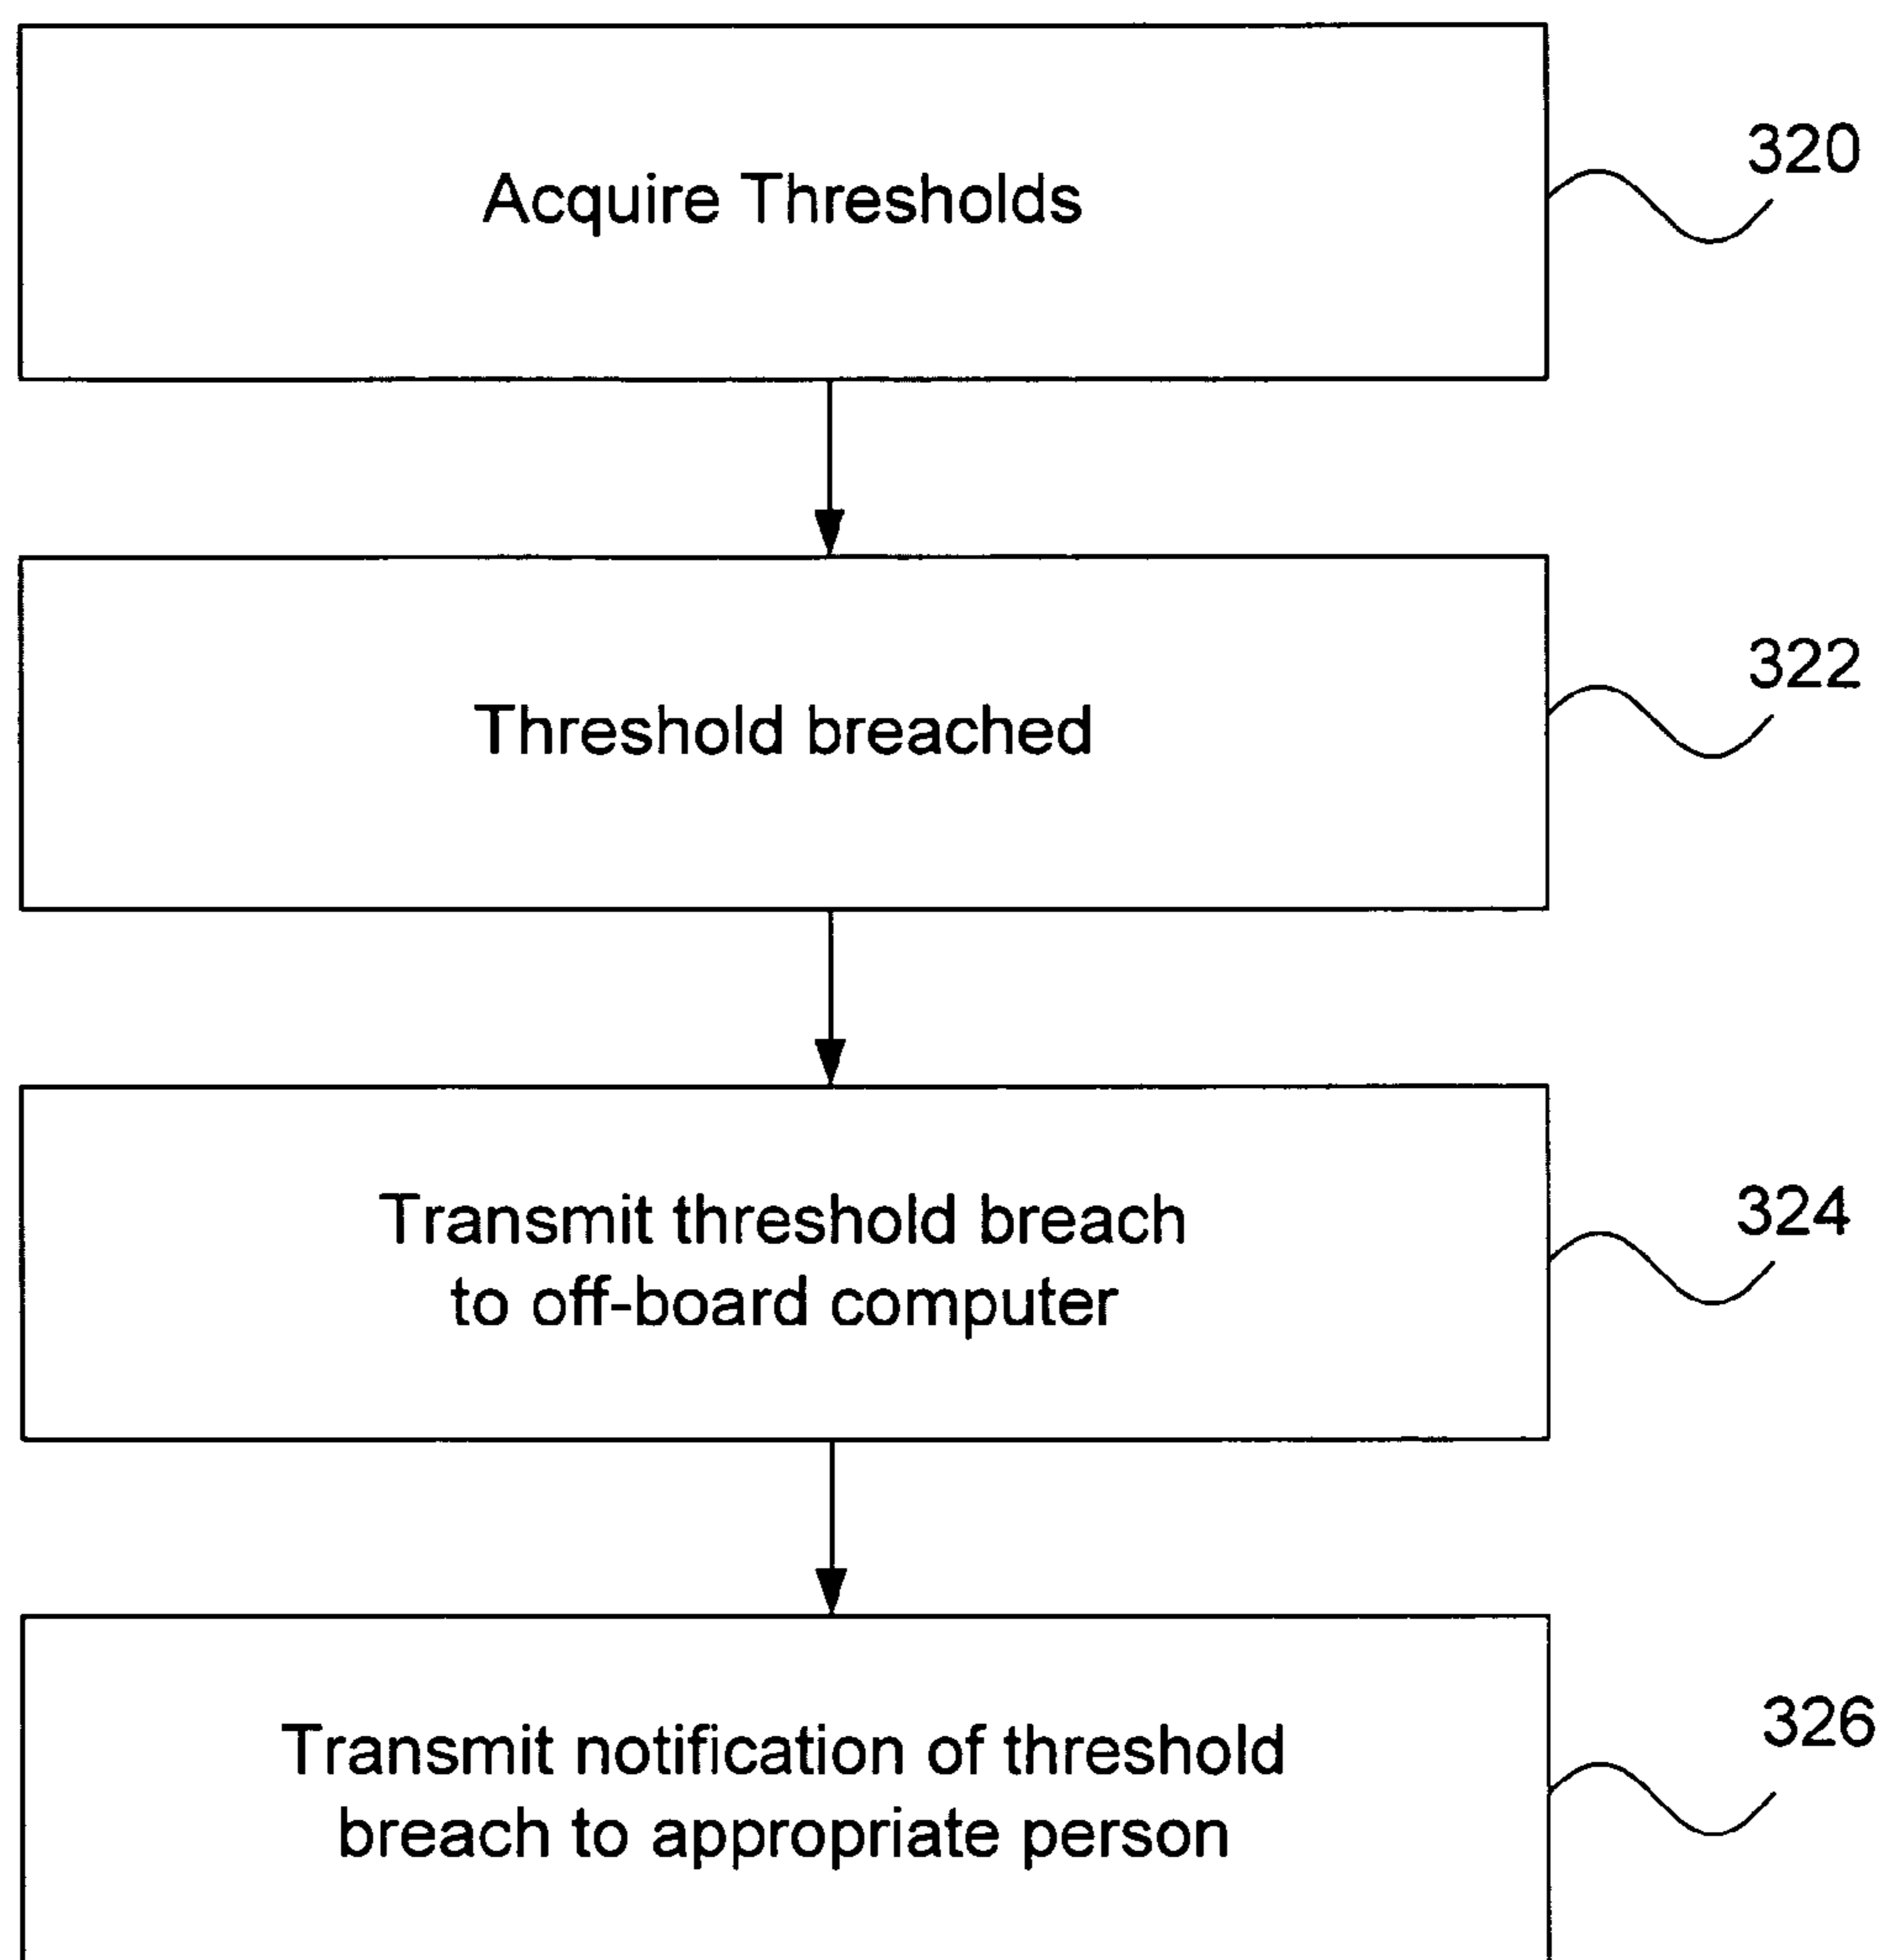 Acquire Thresholds
320
Threshold breached
322
Transmit threshold breach
to off-board computer
324
Transmit notification of threshold
breach to appropriate person
326